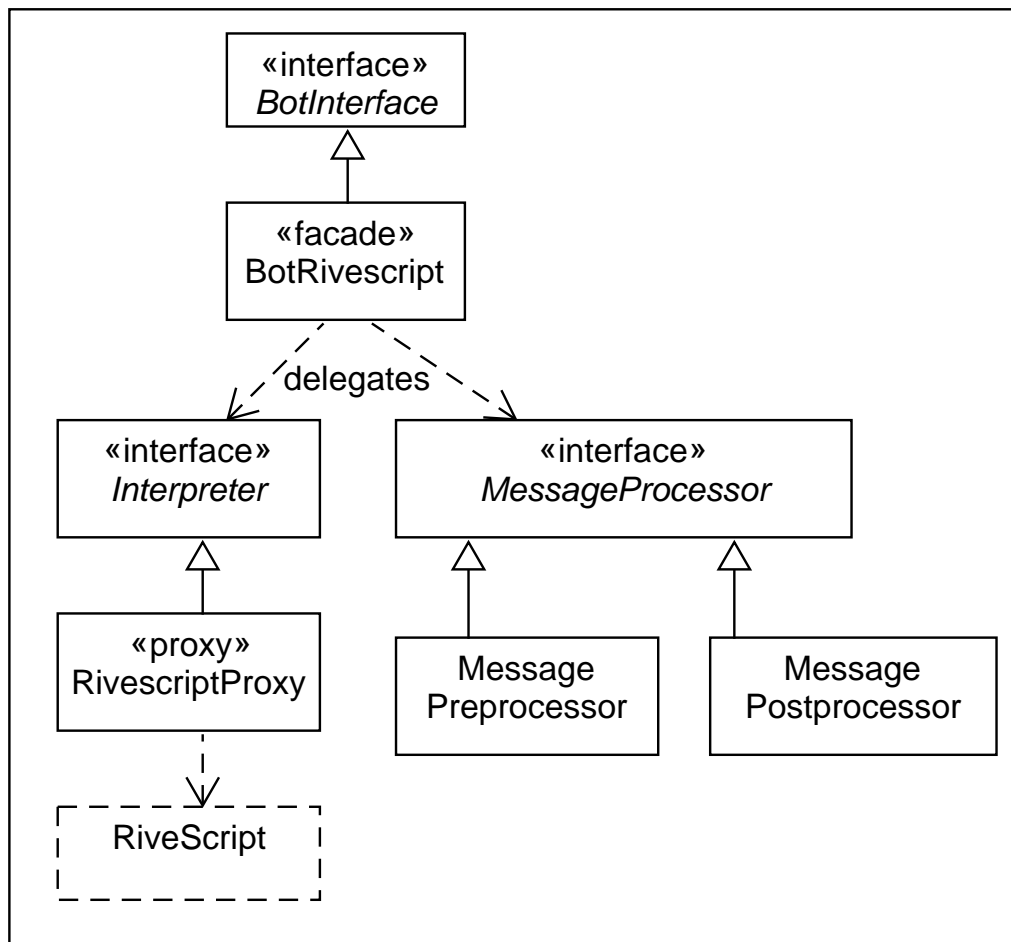 «interface»
BotInterface
«facade»
BotRivescript
delegates
«interface»
Interpreter
«interface»
MessageProcessor
«proxy»
RivescriptProxy
Message
Preprocessor
Message
Postprocessor
RiveScript